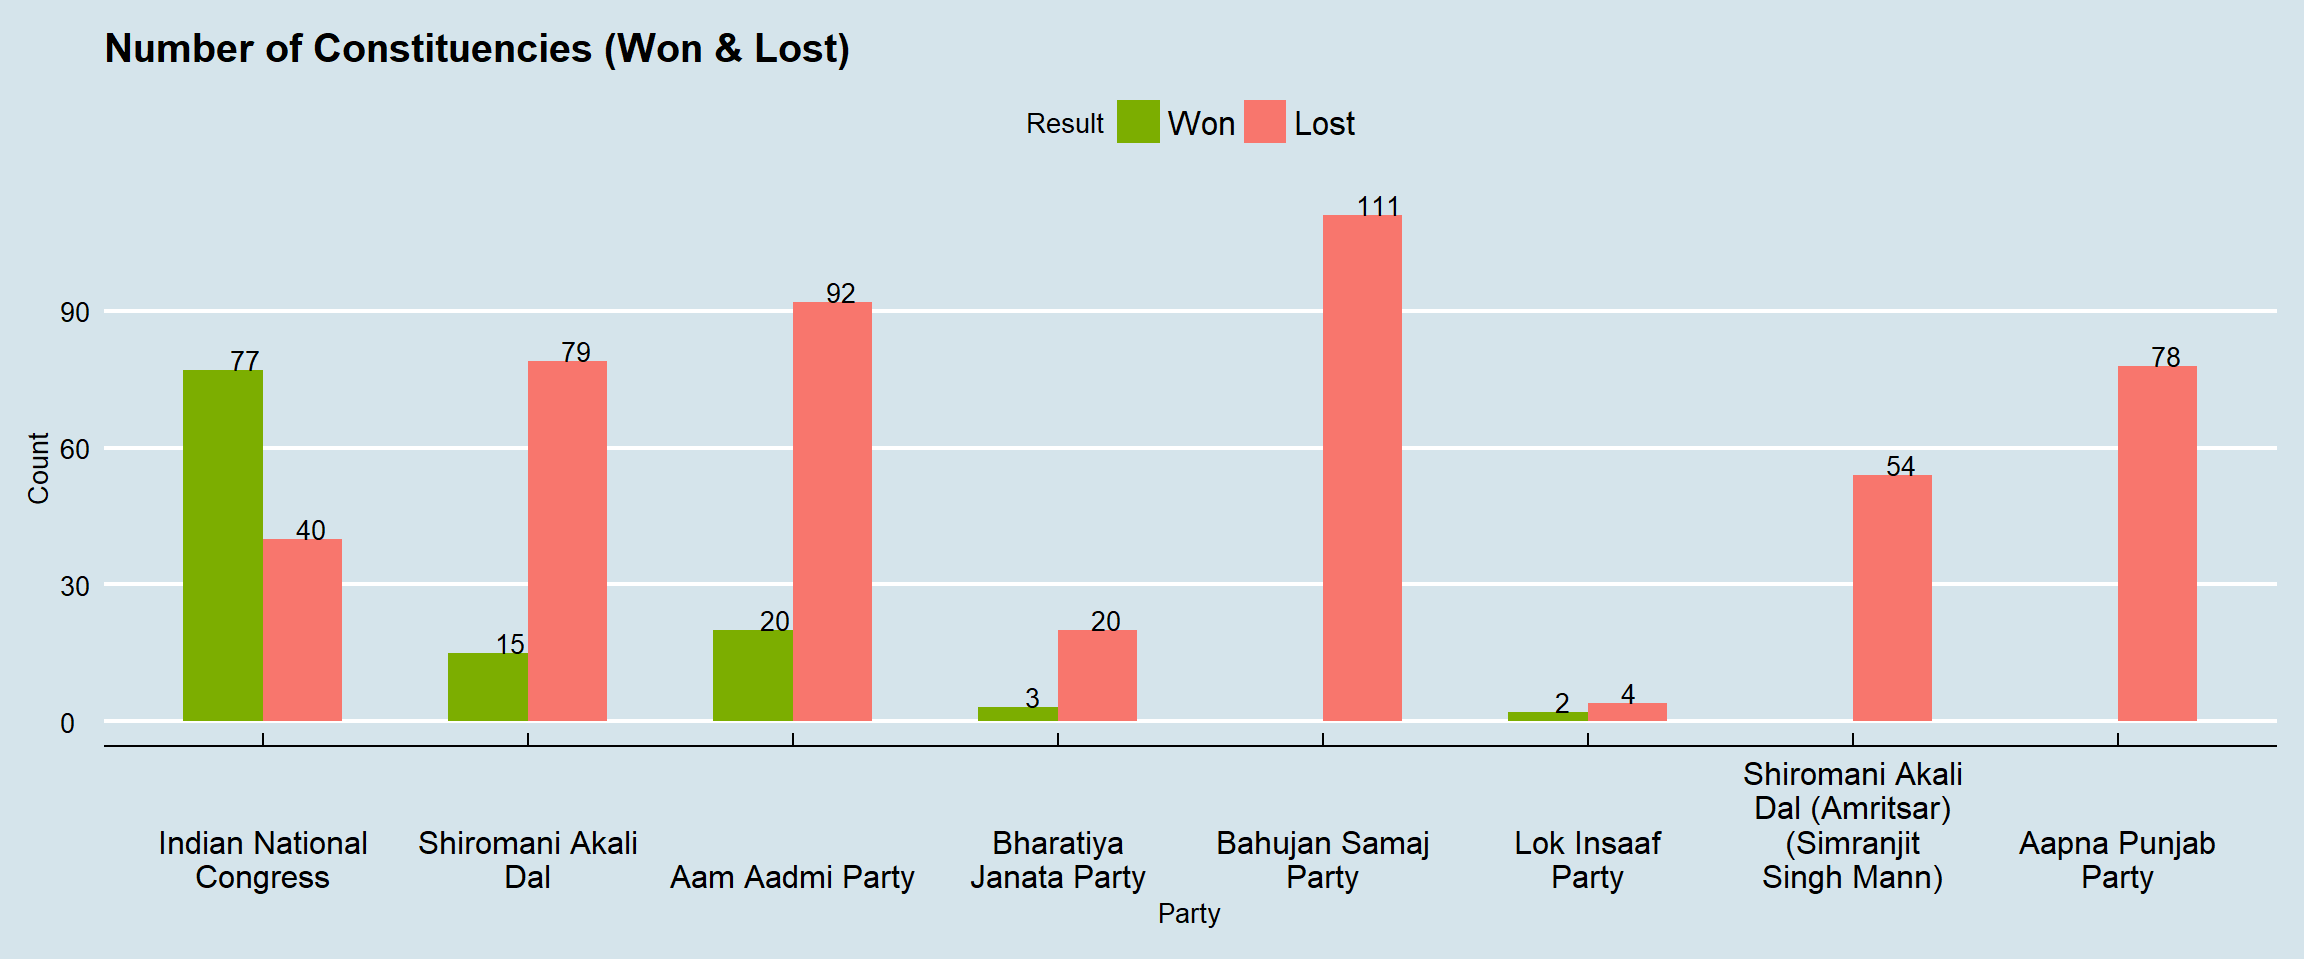 Number of Constituencies (Won & Lost)
Result Won Lost
111
92
90
79
78
77
60
54
40
30
20
20
15
3
2
4
0
Count
Indian National
Congress
Shiromani Akali
Dal
Aam Aadmi Party
Bharatiya
Janata Party
Bahujan Samaj
Party
Lok Insaaf
Party
Shiromani Akali
Dal (Amritsar)
(Simranjit
Singh Mann)
Aapna Punjab
Party
Party